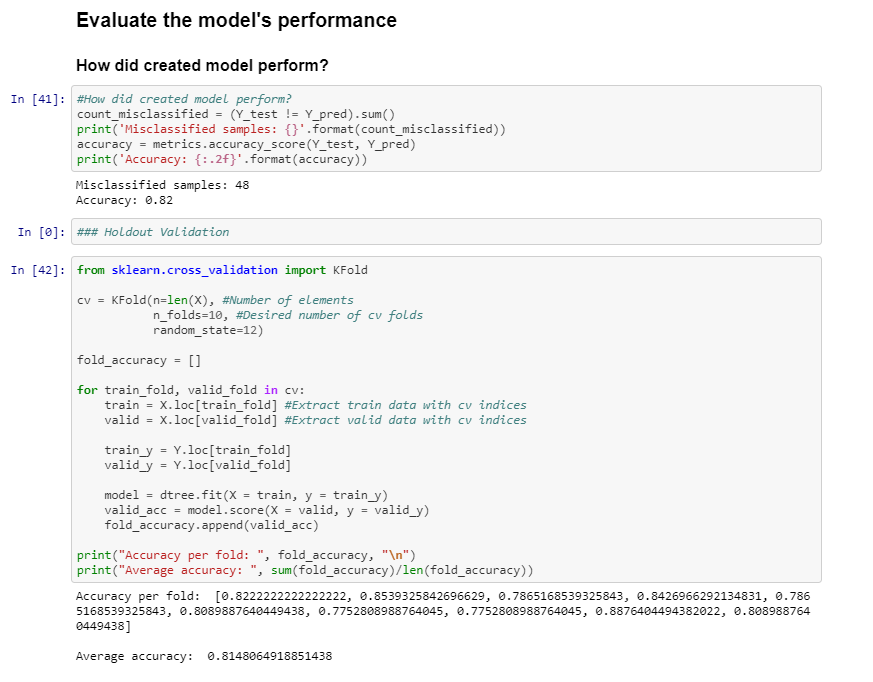 Evaluate the model's performance
How did created model perform?
In [41]: #How did created model perform?
count_misclassified = (Y_test != Y_pred).sum()
print('Misclassified samples: {}'.format(count_misclassified))
accuracy = metrics.accuracy_score(Y_test, Y_pred)
print('Accuracy: {:.2f}'.format(accuracy))
Misclassified samples: 48
Accuracy: 0.82
In [0]: ### Holdout Validation
In [42]: from sklearn.cross_validation import KFold
cv = KFold(n=len(X), #Number of elements
n_folds=10, #Desired number of cv folds
random_state=12)
fold_accuracy = []
for train_fold, valid_fold in cv:
train = X.loc[train_fold] #Extract train data with cv indices
valid = X.loc[valid_fold] #Extract valid data with cv indices
train_y = Y.loc[train_fold]
valid_y = Y.loc[valid_fold]
model = dtree.fit(X = train, y = train_y)
valid_acc = model.score(X = valid, y = valid_y)
fold_accuracy.append(valid_acc)
print("Accuracy per fold: ", fold_accuracy, "\n")
print("Average accuracy: ", sum(fold_accuracy)/len(fold_accuracy))
Accuracy per fold:  [0.8222222222222222, 0.8539325842696629, 0.7865168539325843, 0.8426966292134831, 0.786
5168539325843, 0.8089887640449438, 0.7752808988764045, 0.7752808988764045, 0.8876404494382022, 0.808988764
0449438]
Average accuracy:  0.8148064918851438